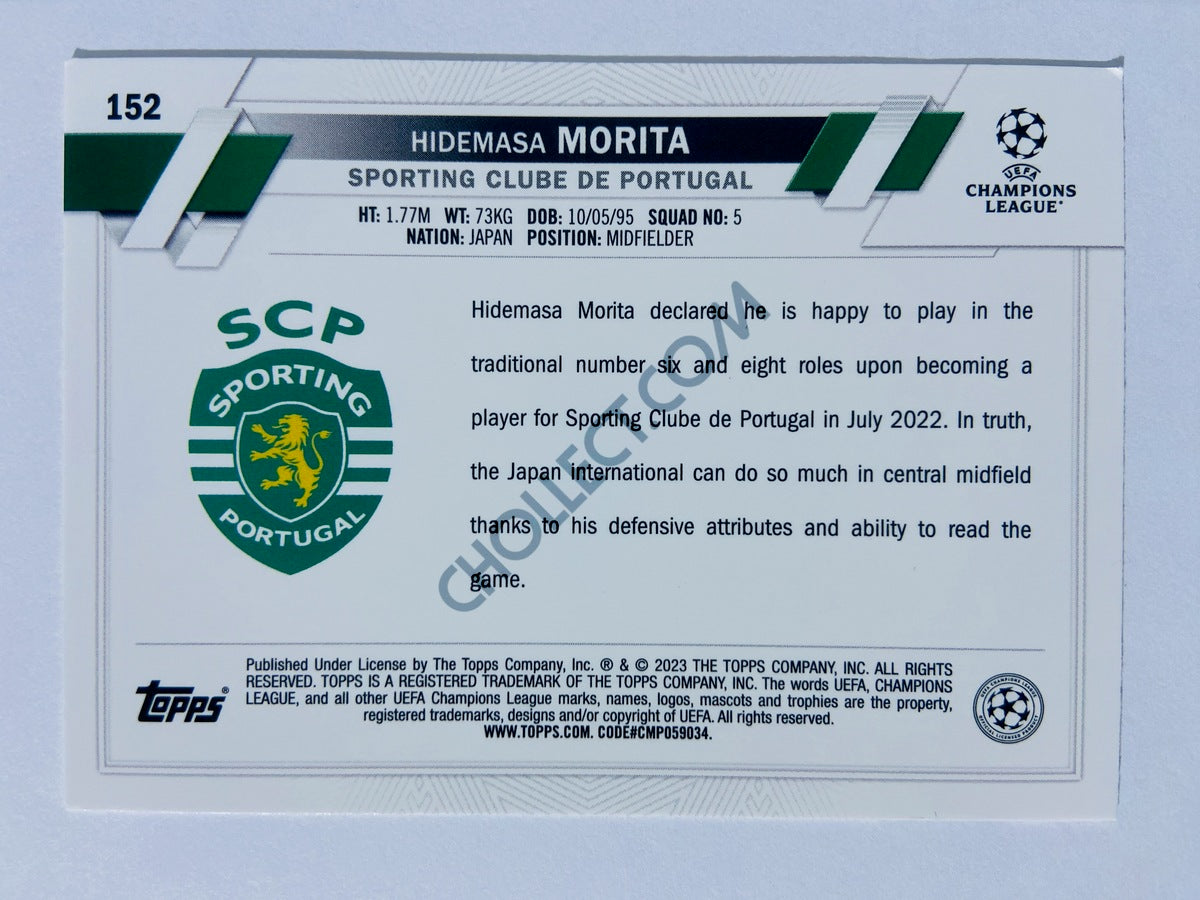 152
HIDEMASA MORITA
SPORTING CLUBE DE PORTUGAL
HT: 1.77M WT: 73KG DOB: 10/05/95 SQUAD NO: 5
NATION: JAPAN POSITION: MIDFIELDER
UEFA
CHAMPIONS
LEAGUE®
SCP
SPORTING
PORTUGAL
Hidemasa Morita declared he is happy to play in the
traditional number six and eight roles upon becoming a
player for Sporting Clube de Portugal in July 2022. In truth,
the Japan international can do so much in central midfield
thanks to his defensive attributes and ability to read the
game.
CHOLLECT.COM
Topps®
Published Under License by The Topps Company, Inc. ® & © 2023 THE TOPPS COMPANY, INC. ALL RIGHTS
RESERVED. TOPPS IS A REGISTERED TRADEMARK OF THE TOPPS COMPANY, INC. The words UEFA, CHAMPIONS
LEAGUE, and all other UEFA Champions League marks, names, logos, mascots and trophies are the property,
registered trademarks, designs and/or copyright of UEFA. All rights reserved.
WWW.TOPPS.COM. CODE#CMP059034.
UEFA CHAMPIONS LEAGUE
OFFICIAL LICENSED PRODUCT